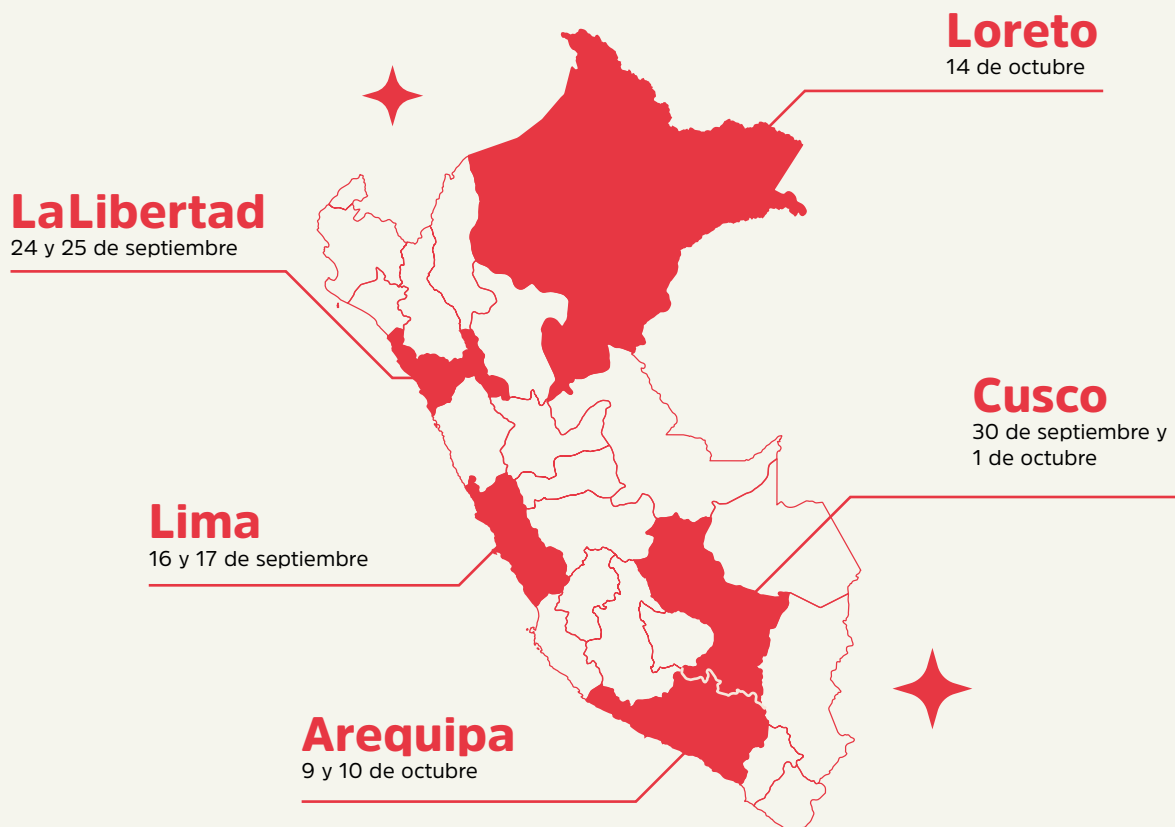 Loreto
14 de octubre
LaLibertad
24 y 25 de septiembre
Cusco
30 de septiembre y
1 de octubre
Lima
16 y 17 de septiembre
Arequipa
9 y 10 de octubre